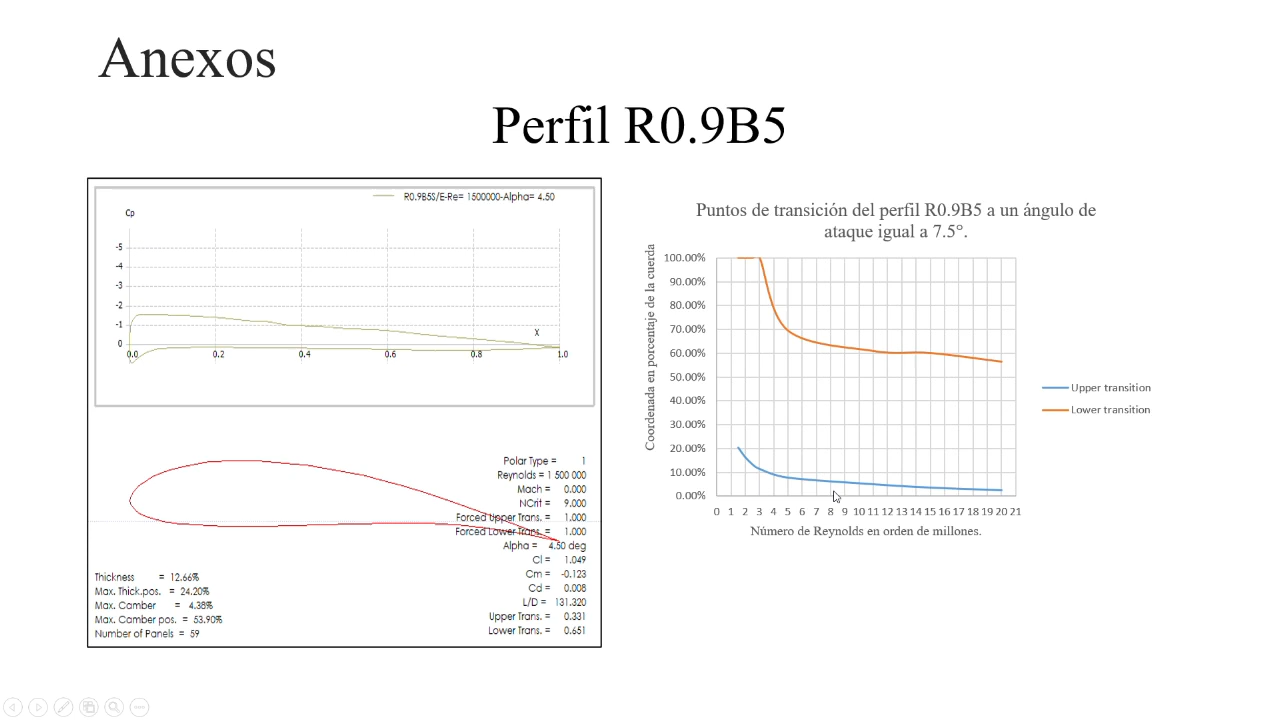 Anexos
Perfil R0.9B5
R0.9B5S/E-Re= 1500000-Alpha= 4.50
Cp
-5
-4
-3
-2
-1
0
X
0.0 0.2 0.4 0.6 0.8 1.0
Polar Type = 1
Reynolds = 1 500 000
Mach = 0.000
NCrit = 9.000
Forced Upper Trans. = 1.000
Forced Lower Trans. = 1.000
Alpha = 4.50 deg
Cl = 1.049
Cm = -0.123
Cd = 0.008
L/D = 131.320
Upper Trans. = 0.331
Lower Trans. = 0.651
Thickness = 12.66%
Max. Thick.pos. = 24.20%
Max. Camber = 4.38%
Max. Camber pos. = 53.90%
Number of Panels = 59
Puntos de transición del perfil R0.9B5 a un ángulo de
ataque igual a 7.5°.
Coordenada en porcentaje de la cuerda
100.00%
90.00%
80.00%
70.00%
60.00%
50.00%
40.00%
30.00%
20.00%
10.00%
0.00%
0 1 2 3 4 5 6 7 8 9 10 11 12 13 14 15 16 17 18 19 20 21
Número de Reynolds en orden de millones.
Upper transition
Lower transition